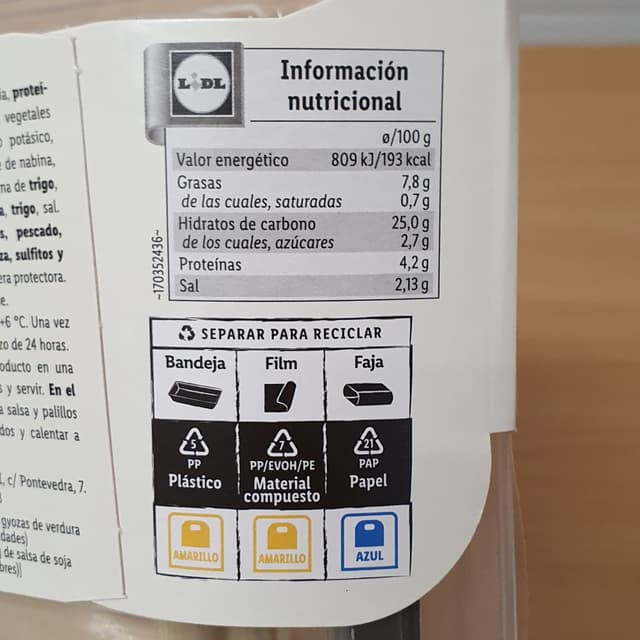 ía, proteí-
vegetales
potásico,
de nabina,
na de trigo,
trigo, sal.
s, pescado,
za, sulfitos y
era protectora.
e.
+6 °C. Una vez
zo de 24 horas.
oducto en una
s y servir. En el
a salsa y palillos
dos y calentar a
c/ Pontevedra, 7.
gyozas de verdura
dades)
de salsa de soja
bres)]
LIDL
Información
nutricional
ø/100 g
Valor energético 809 kJ/193 kcal
Grasas 7,8 g
de las cuales, saturadas 0,7 g
Hidratos de carbono 25,0 g
de los cuales, azúcares 2,7 g
Proteínas 4,2 g
Sal 2,13 g
~170352436~
SEPARAR PARA RECICLAR
Bandeja Film Faja
5 7 21
PP PP/EVOH/PE PAP
Plástico Material compuesto Papel
AMARILLO AMARILLO AZUL